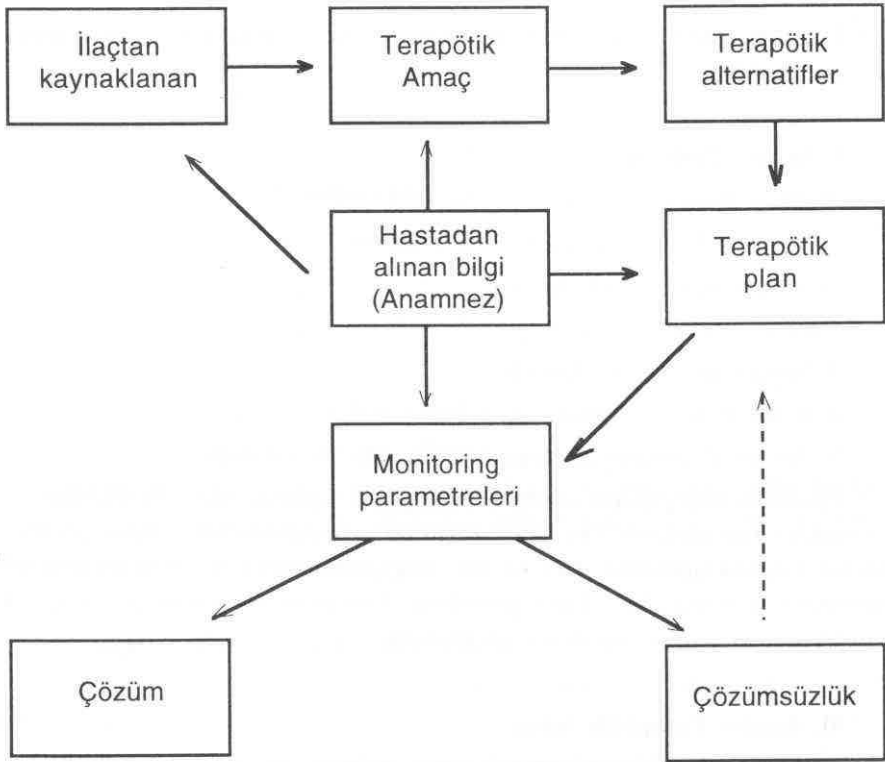 İlaçtan
kaynaklanan
Terapötik
Amaç
Terapötik
alternatifler
Hastadan
alınan bilgi
(Anamnez)
Terapötik
plan
Monitoring
parametreleri
Çözüm
Çözümsüzlük